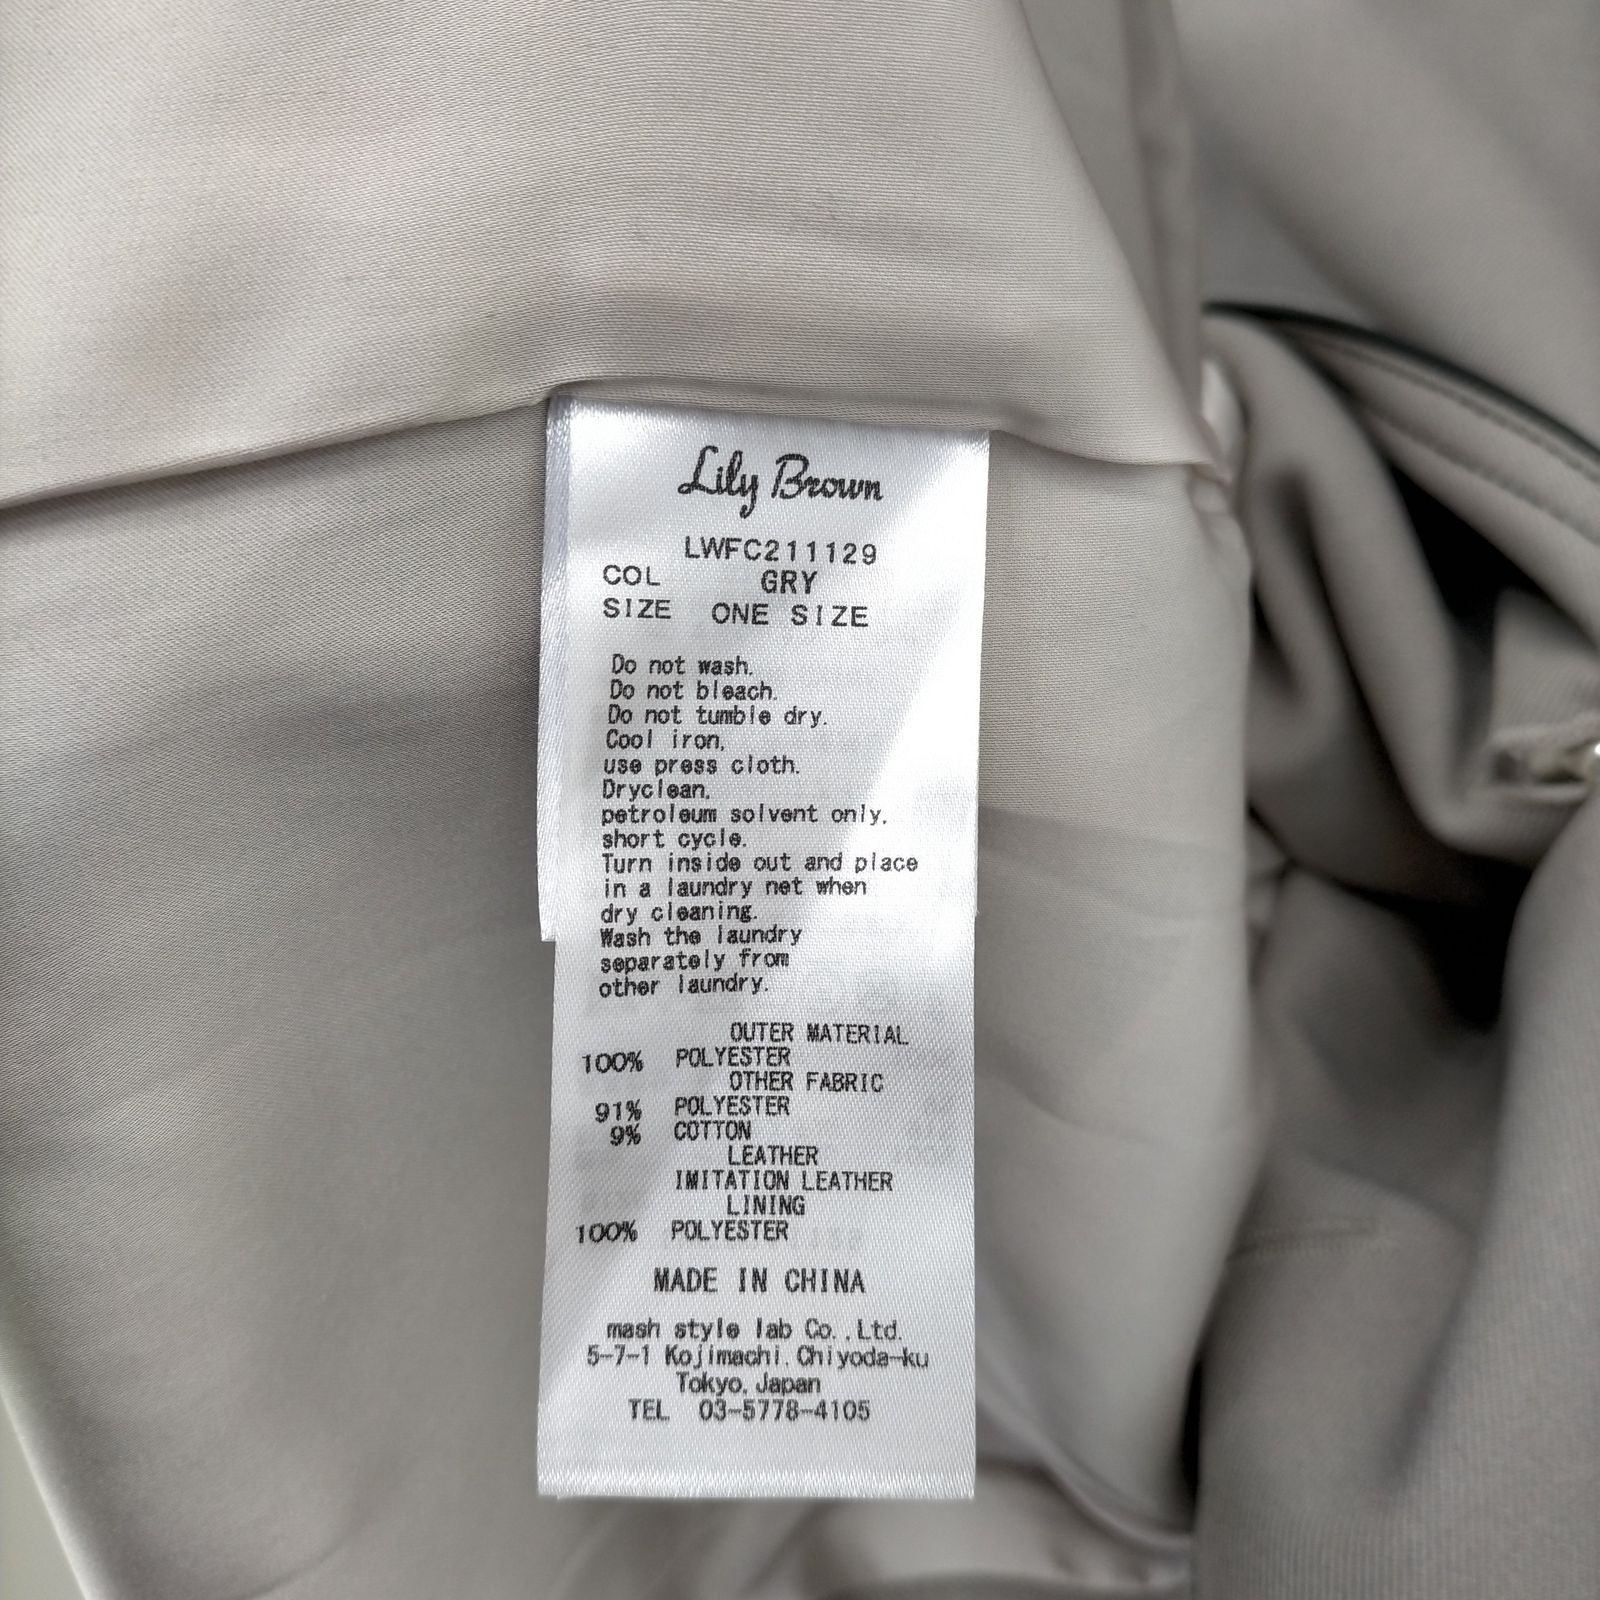 Lily Brown
LWFC211129
COL GRY
SIZE ONE SIZE
Do not wash.
Do not bleach.
Do not tumble dry.
Cool iron,
use press cloth.
Dryclean,
petroleum solvent only,
short cycle.
Turn inside out and place
in a laundry net when
dry cleaning.
Wash the laundry
separately from
other laundry.
OUTER MATERIAL
100% POLYESTER
OTHER FABRIC
91% POLYESTER
9% COTTON
LEATHER
IMITATION LEATHER
LINING
100% POLYESTER
MADE IN CHINA
mash style lab Co.,Ltd.
5-7-1 Kojimachi, Chiyoda-ku
Tokyo, Japan
TEL 03-5778-4105